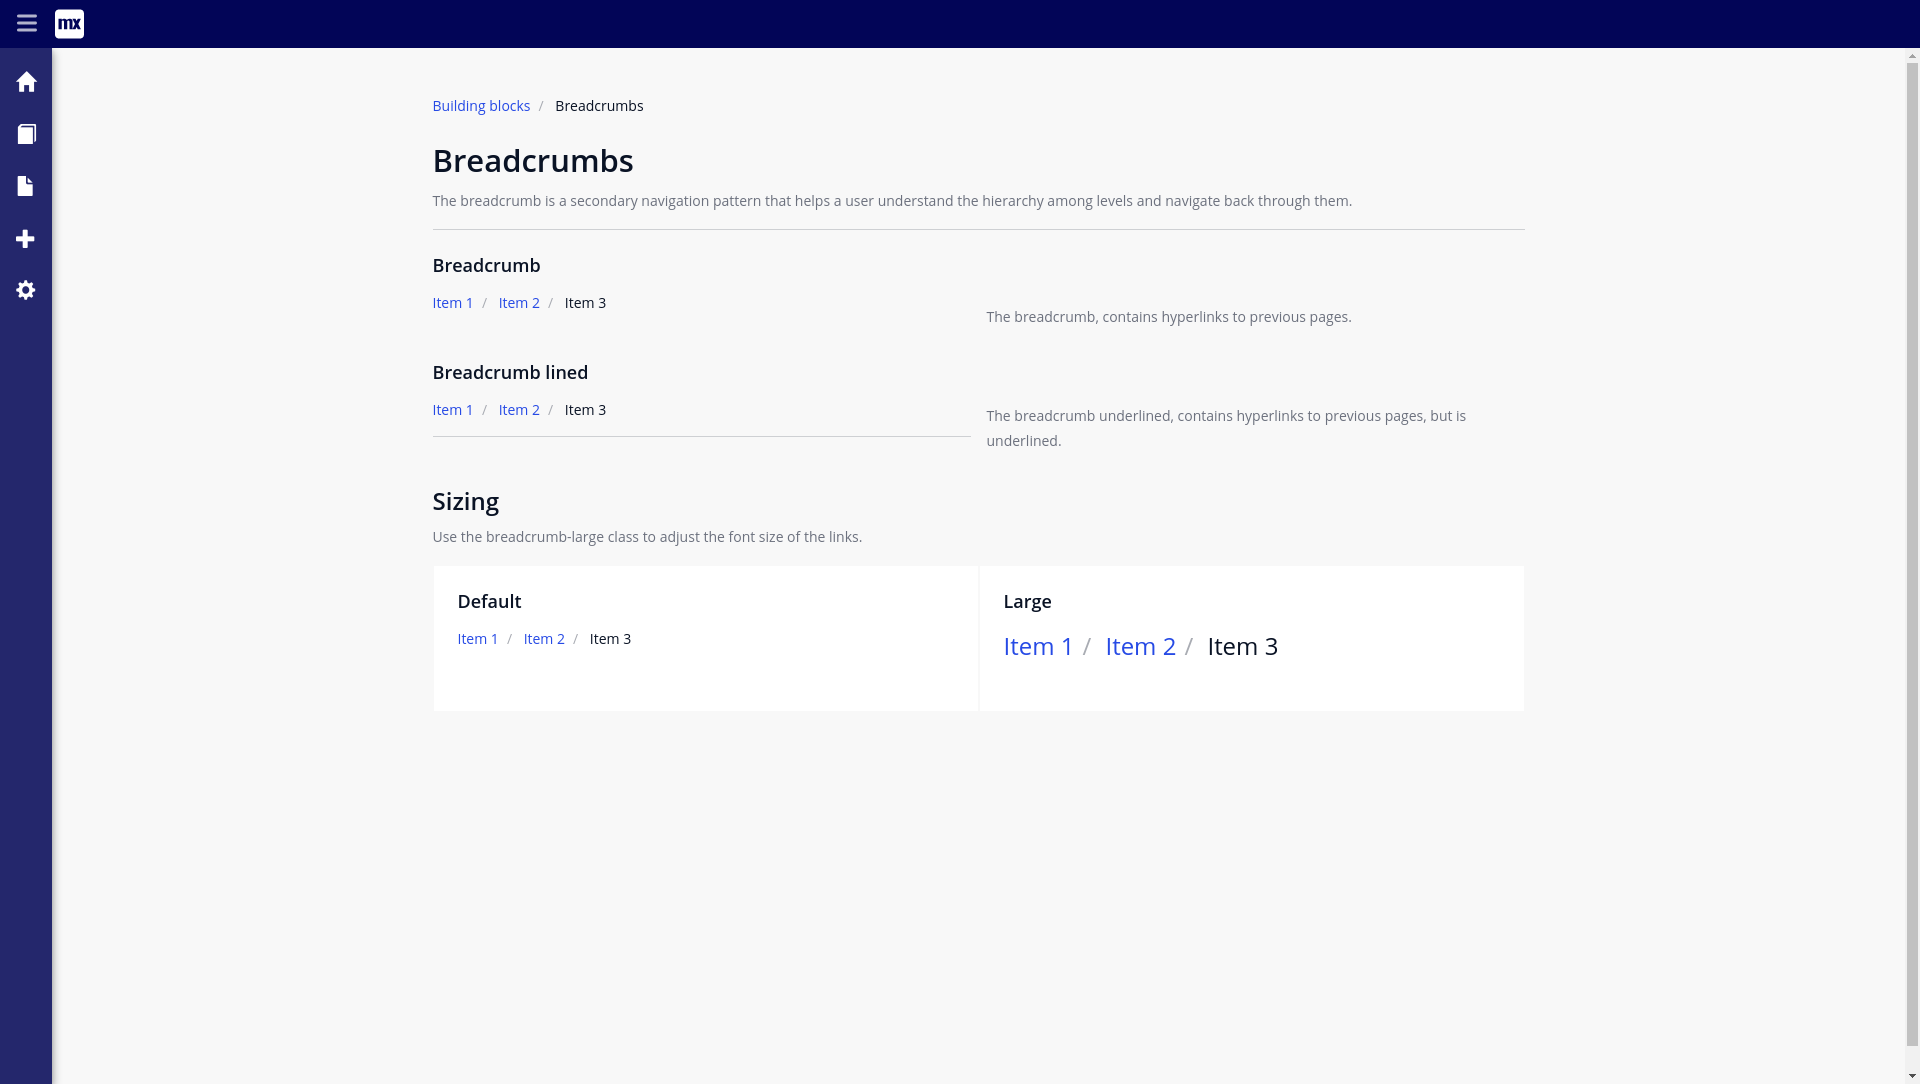 mx
Building blocks / Breadcrumbs
Breadcrumbs
The breadcrumb is a secondary navigation pattern that helps a user understand the hierarchy among levels and navigate back through them.
Breadcrumb
Item 1 / Item 2 / Item 3
The breadcrumb, contains hyperlinks to previous pages.
Breadcrumb lined
Item 1 / Item 2 / Item 3
The breadcrumb underlined, contains hyperlinks to previous pages, but is
underlined.
Sizing
Use the breadcrumb-large class to adjust the font size of the links.
Default
Item 1 / Item 2 / Item 3
Large
Item 1 / Item 2 / Item 3